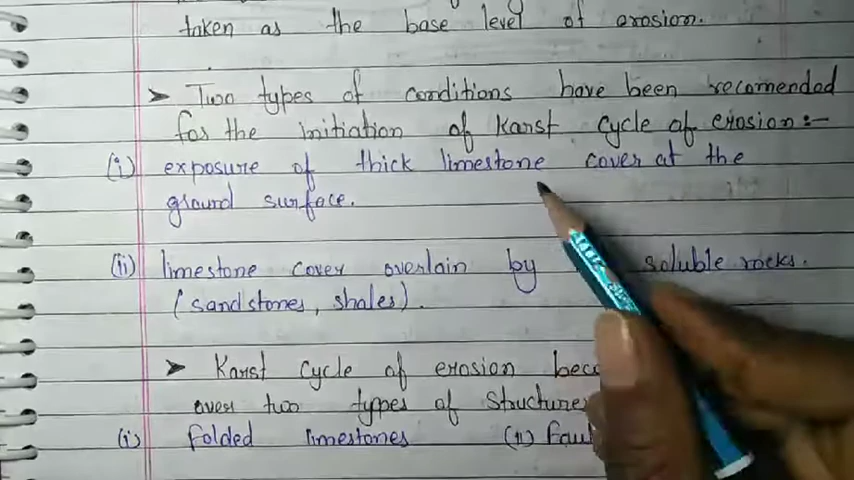 taken as the base level of erosion.
➤ Two types of conditions have been recomended
for the initiation of Karst cycle of erosion:-
(i) exposure of thick limestone cover at the
ground surface.
(ii) limestone cover overlain by soluble rocks.
(sandstones, shales).
➤ Karst cycle of erosion
over two types of structure
(i) folded limestones (ii)